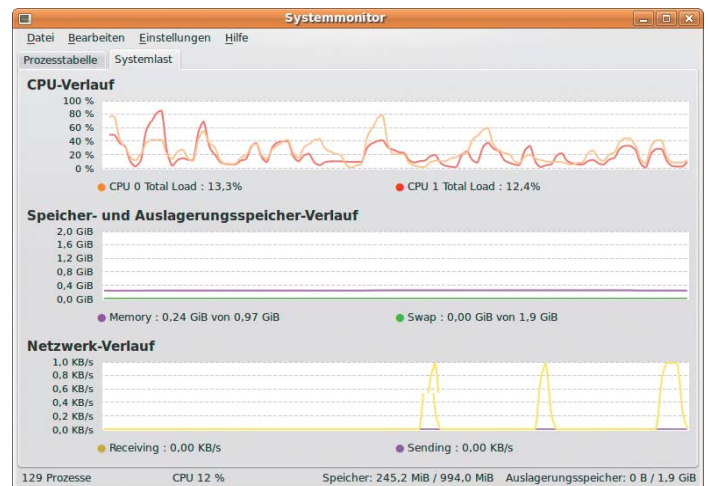 Systemmonitor
Datei Bearbeiten Einstellungen Hilfe
Prozesstabelle Systemlast
CPU-Verlauf
100 %
80 %
60 %
40 %
20 %
0 %
CPU 0 Total Load : 13,3% CPU 1 Total Load : 12,4%
Speicher- und Auslagerungsspeicher-Verlauf
2,0 GiB
1,6 GiB
1,2 GiB
0,8 GiB
0,4 GiB
0,0 GiB
Memory : 0,24 GiB von 0,97 GiB Swap : 0,00 GiB von 1,9 GiB
Netzwerk-Verlauf
1,0 KB/s
0,8 KB/s
0,6 KB/s
0,4 KB/s
0,2 KB/s
0,0 KB/s
Receiving : 0,00 KB/s Sending : 0,00 KB/s
129 Prozesse CPU 12 % Speicher: 245,2 MiB / 994,0 MiB Auslagerungsspeicher: 0 B / 1,9 GiB